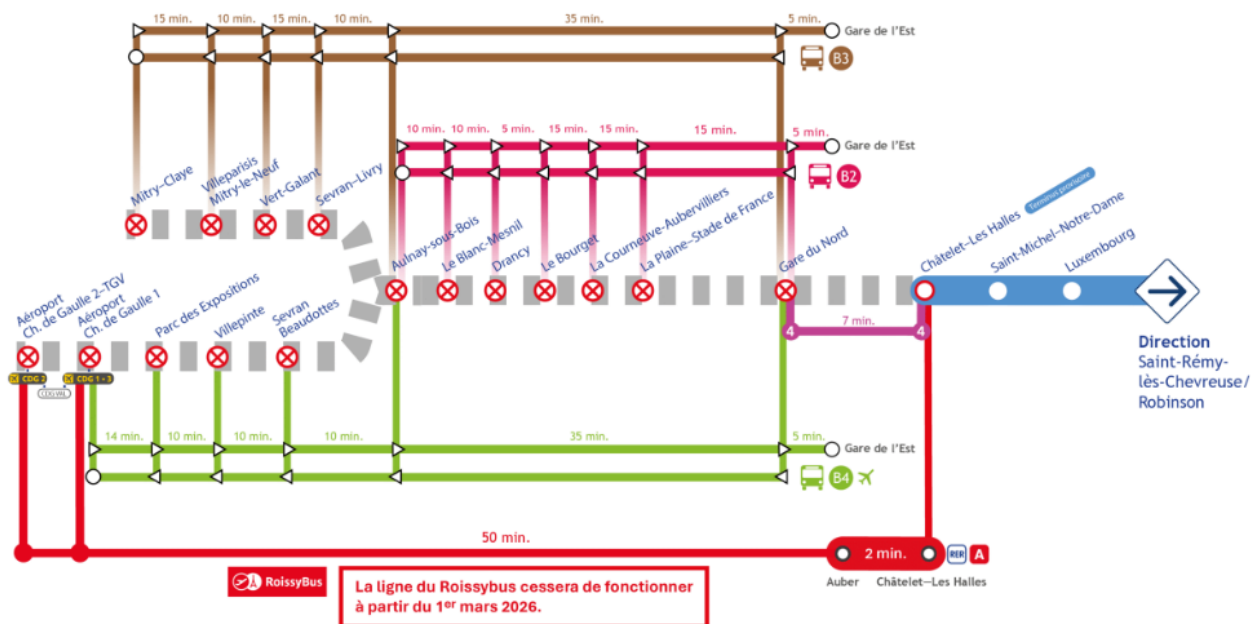 15 min.
10 min.
15 min.
10 min.
35 min.
5 min.
Gare de l'Est
B3
10 min.
10 min.
5 min.
15 min.
15 min.
15 min.
5 min.
Gare de l'Est
B2
Mitry–Claye
Villeparisis
Mitry-le-Neuf
Vert-Galant
Sevran–Livry
Aulnay-sous-Bois
Le Blanc-Mesnil
Drancy
Le Bourget
La Courneuve-Aubervilliers
La Plaine–Stade de France
Gare du Nord
Châtelet–Les Halles
Terminus provisoire
Saint-Michel–Notre-Dame
Luxembourg
Aéroport
Ch. de Gaulle 2–TGV
Aéroport
Ch. de Gaulle 1
Parc des Expositions
Villepinte
Sevran
Beaudottes
4
7 min.
4
Direction
Saint-Rémy-
lès-Chevreuse/
Robinson
CDG 2
CDG 1 - 3
CDG VAL
14 min.
10 min.
10 min.
10 min.
35 min.
5 min.
Gare de l'Est
B4
50 min.
2 min.
RER A
Auber
Châtelet—Les Halles
RoissyBus
La ligne du Roissybus cessera de fonctionner
à partir du 1er mars 2026.